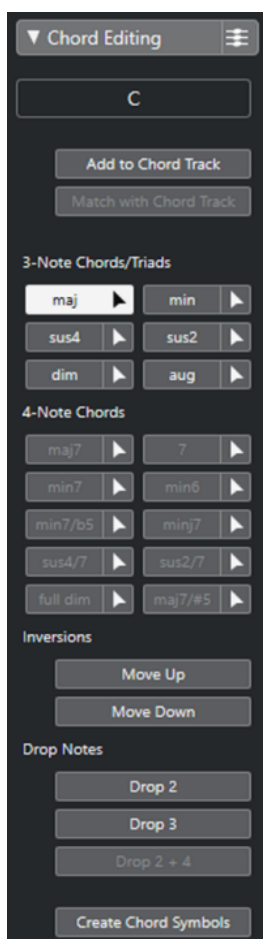 Chord Editing
C
Add to Chord Track
Match with Chord Track
3-Note Chords/Triads
maj min
sus4 sus2
dim aug
4-Note Chords
maj7 7
min7 min6
min7/b5 minj7
sus4/7 sus2/7
full dim maj7/#5
Inversions
Move Up
Move Down
Drop Notes
Drop 2
Drop 3
Drop 2 + 4
Create Chord Symbols